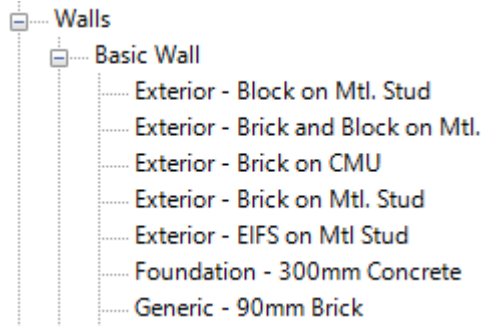 Walls
Basic Wall
Exterior - Block on Mtl. Stud
Exterior - Brick and Block on Mtl.
Exterior - Brick on CMU
Exterior - Brick on Mtl. Stud
Exterior - EIFS on Mtl Stud
Foundation - 300mm Concrete
Generic - 90mm Brick